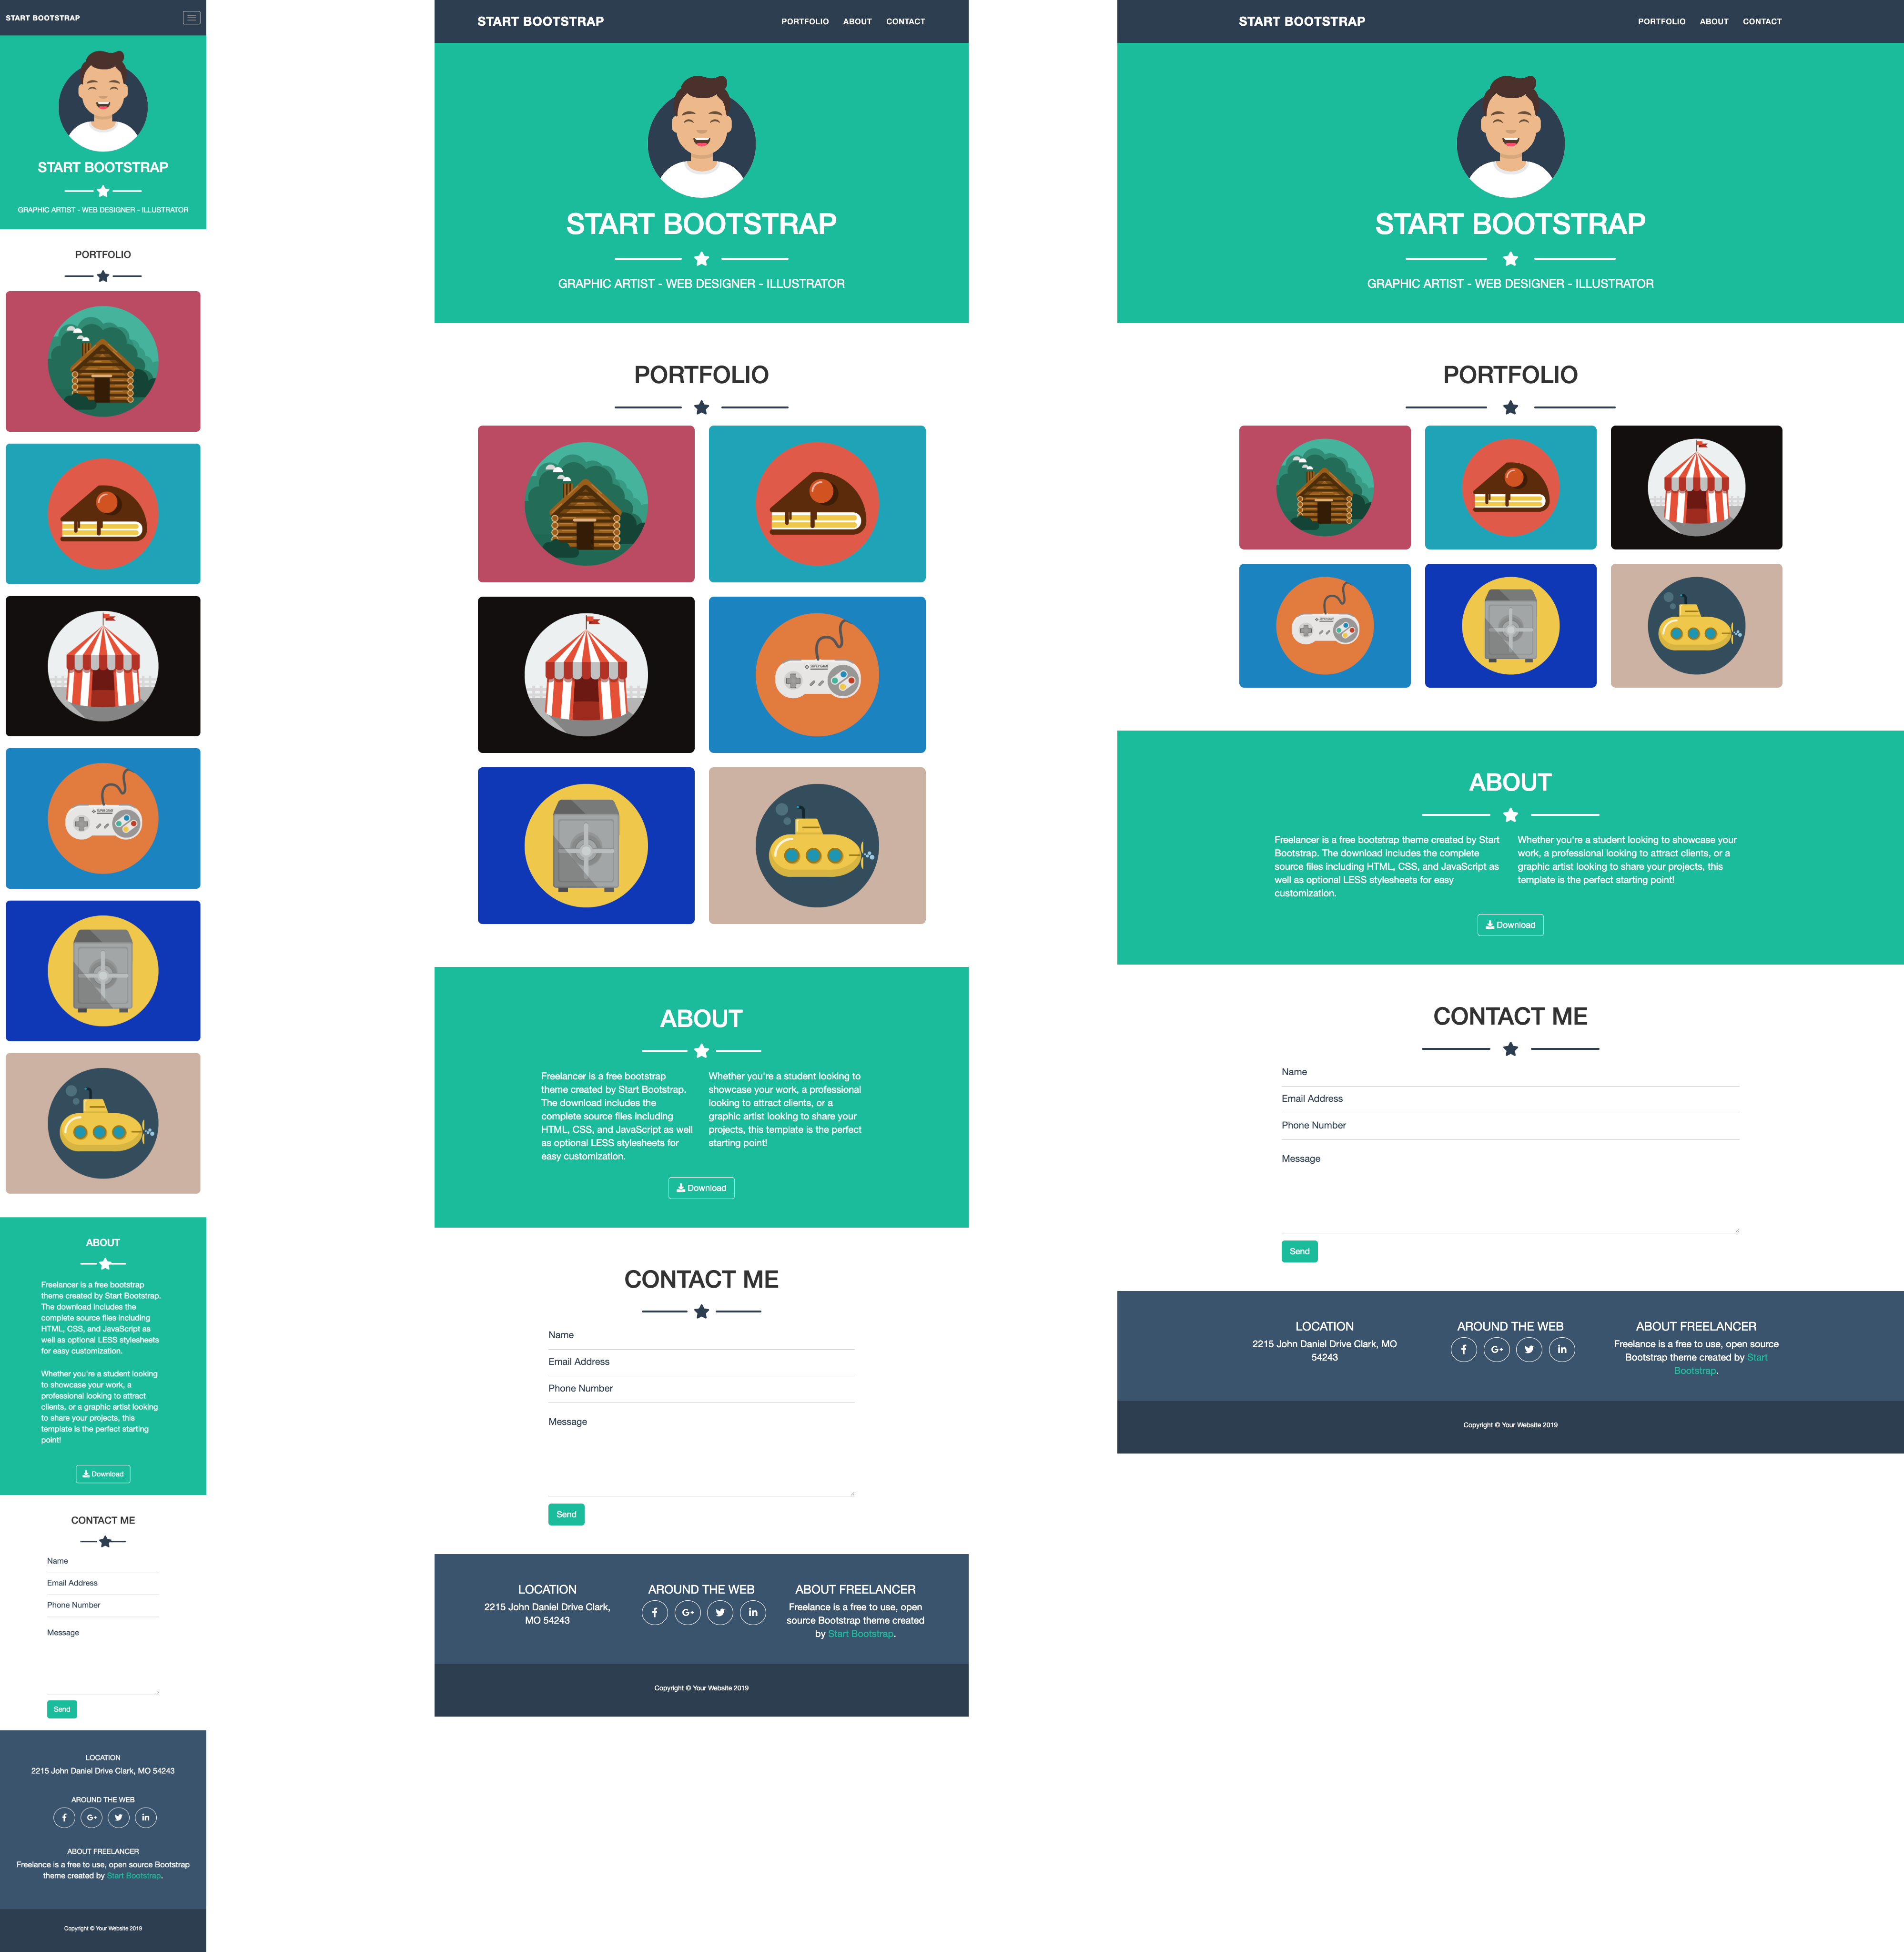 START BOOTSTRAP
START BOOTSTRAP
GRAPHIC ARTIST - WEB DESIGNER - ILLUSTRATOR
PORTFOLIO
ABOUT
Freelancer is a free bootstrap
theme created by Start Bootstrap.
The download includes the
complete source files including
HTML, CSS, and JavaScript as
well as optional LESS stylesheets
for easy customization.
Whether you're a student looking
to showcase your work, a
professional looking to attract
clients, or a graphic artist looking
to share your projects, this
template is the perfect starting
point!
Download
CONTACT ME
Name
Email Address
Phone Number
Message
Send
LOCATION
2215 John Daniel Drive Clark, MO 54243
AROUND THE WEB
f
G+
in
ABOUT FREELANCER
Freelance is a free to use, open source Bootstrap
theme created by Start Bootstrap.
Copyright © Your Website 2019
START BOOTSTRAP
PORTFOLIO ABOUT CONTACT
START BOOTSTRAP
GRAPHIC ARTIST - WEB DESIGNER - ILLUSTRATOR
PORTFOLIO
ABOUT
Freelancer is a free bootstrap
theme created by Start Bootstrap.
The download includes the
complete source files including
HTML, CSS, and JavaScript as well
as optional LESS stylesheets for
easy customization.
Whether you're a student looking to
showcase your work, a professional
looking to attract clients, or a
graphic artist looking to share your
projects, this template is the perfect
starting point!
Download
CONTACT ME
Name
Email Address
Phone Number
Message
Send
LOCATION
2215 John Daniel Drive Clark,
MO 54243
AROUND THE WEB
f
G+
in
ABOUT FREELANCER
Freelance is a free to use, open
source Bootstrap theme created
by Start Bootstrap.
Copyright © Your Website 2019
START BOOTSTRAP
PORTFOLIO ABOUT CONTACT
START BOOTSTRAP
GRAPHIC ARTIST - WEB DESIGNER - ILLUSTRATOR
PORTFOLIO
ABOUT
Freelancer is a free bootstrap theme created by Start
Bootstrap. The download includes the complete
source files including HTML, CSS, and JavaScript as
well as optional LESS stylesheets for easy
customization.
Whether you're a student looking to showcase your
work, a professional looking to attract clients, or a
graphic artist looking to share your projects, this
template is the perfect starting point!
Download
CONTACT ME
Name
Email Address
Phone Number
Message
Send
LOCATION
2215 John Daniel Drive Clark, MO
54243
AROUND THE WEB
f
G+
in
ABOUT FREELANCER
Freelance is a free to use, open source
Bootstrap theme created by Start
Bootstrap.
Copyright © Your Website 2019